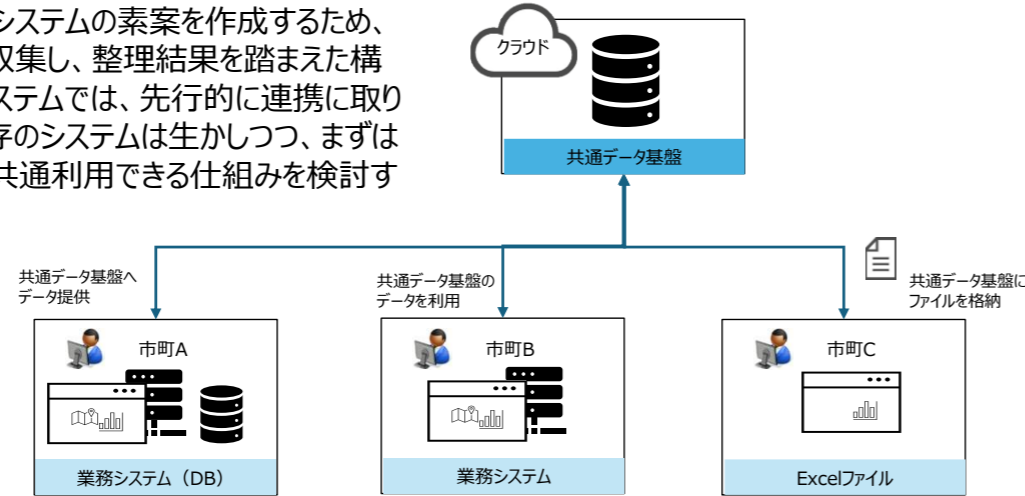 システムの素案を作成するため、
収集し、整理結果を踏まえた構
ステムでは、先行的に連携に取り
存のシステムは生かしつつ、まずは
共通利用できる仕組みを検討す
クラウド
共通データ基盤
共通データ基盤へ
データ提供
共通データ基盤の
データを利用
共通データ基盤に
ファイルを格納
市町A
業務システム（DB）
市町B
業務システム
市町C
Excelファイル